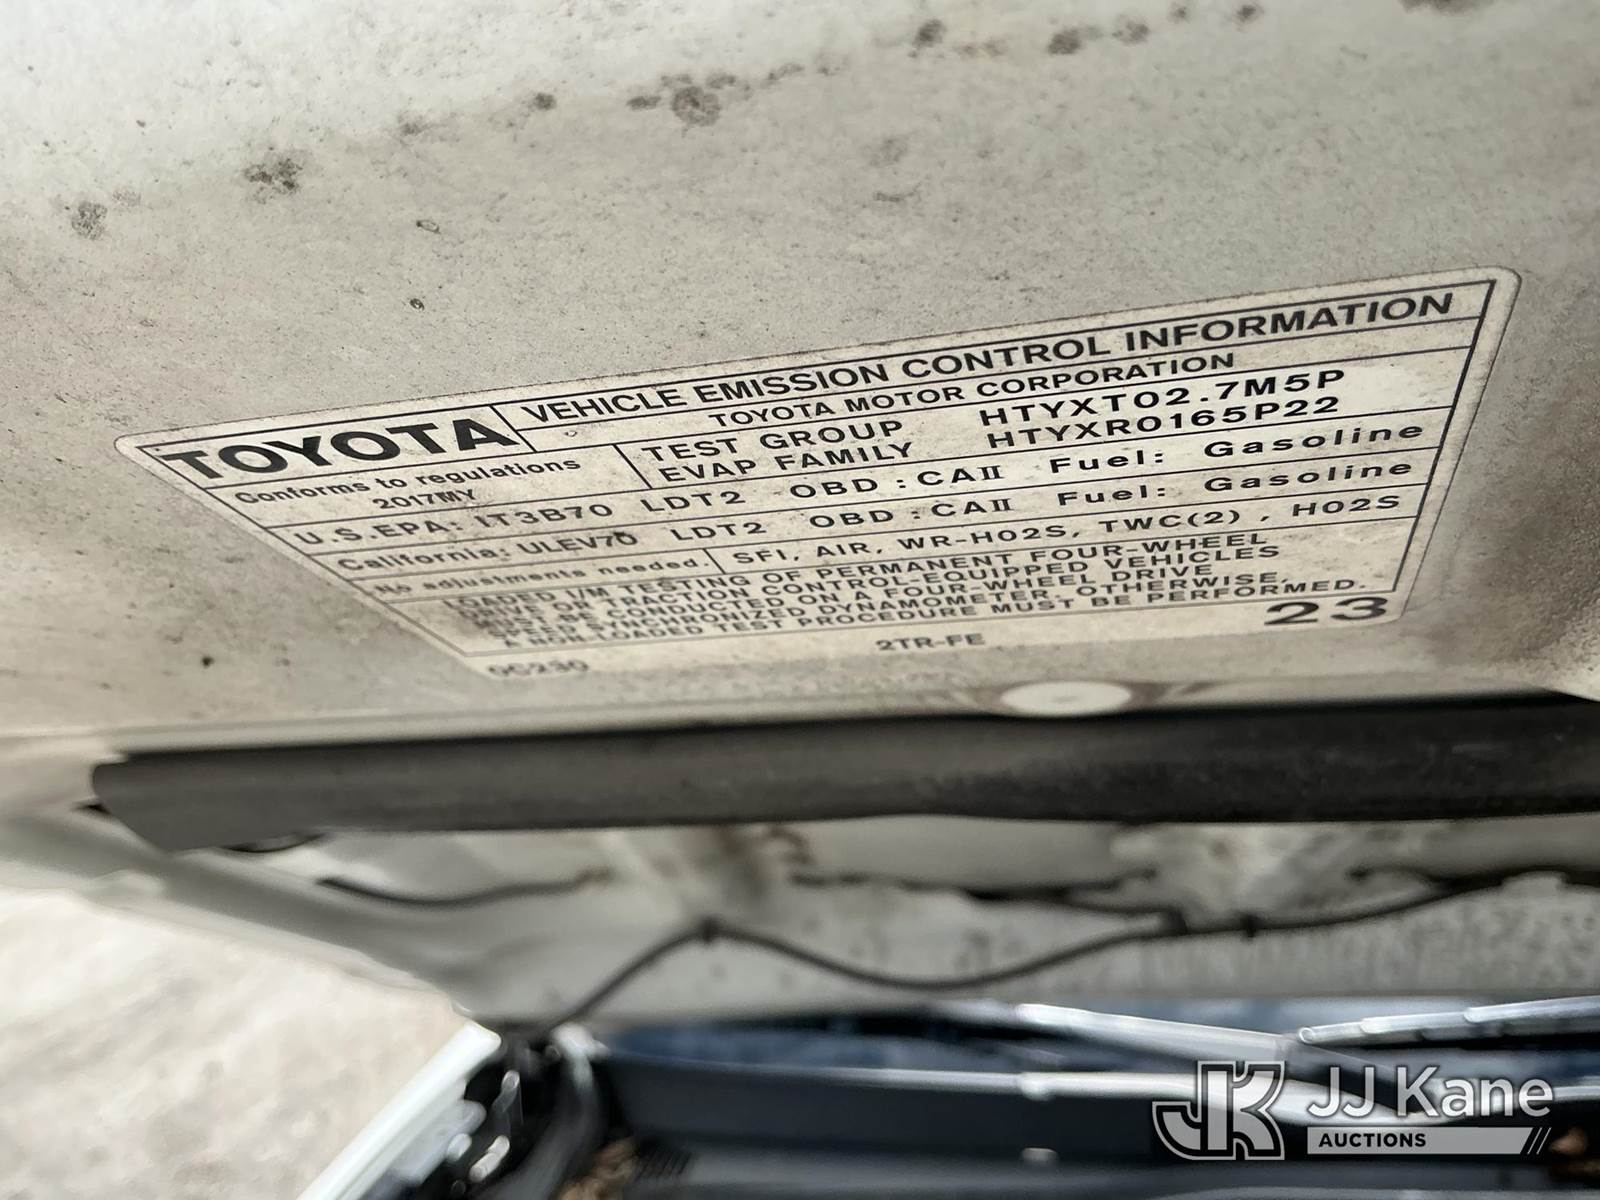 TOYOTA
VEHICLE EMISSION CONTROL INFORMATION
TOYOTA MOTOR CORPORATION
Conforms to regulations
2017MY
TEST GROUP HTYXT02.7M5P
EVAP FAMILY HTYXR0165P22
U.S.EPA: 1T3B70 LDT2 OBD : CAII Fuel: Gasoline
California: ULEV70 LDT2 OBD : CAII Fuel: Gasoline
No adjustments needed. SFI, AIR, WR-HO2S, TWC(2) , HO2S
LOADED I/M TESTING OF PERMANENT FOUR-WHEEL
DRIVE OR TRACTION CONTROL-EQUIPPED VEHICLES
MUST BE CONDUCTED ON A FOUR-WHEEL DRIVE
SPEED SYNCHRONIZED DYNAMOMETER. OTHERWISE,
A NON-LOADED TEST PROCEDURE MUST BE PERFORMED.
0C230 2TR-FE 23
JJ Kane
AUCTIONS